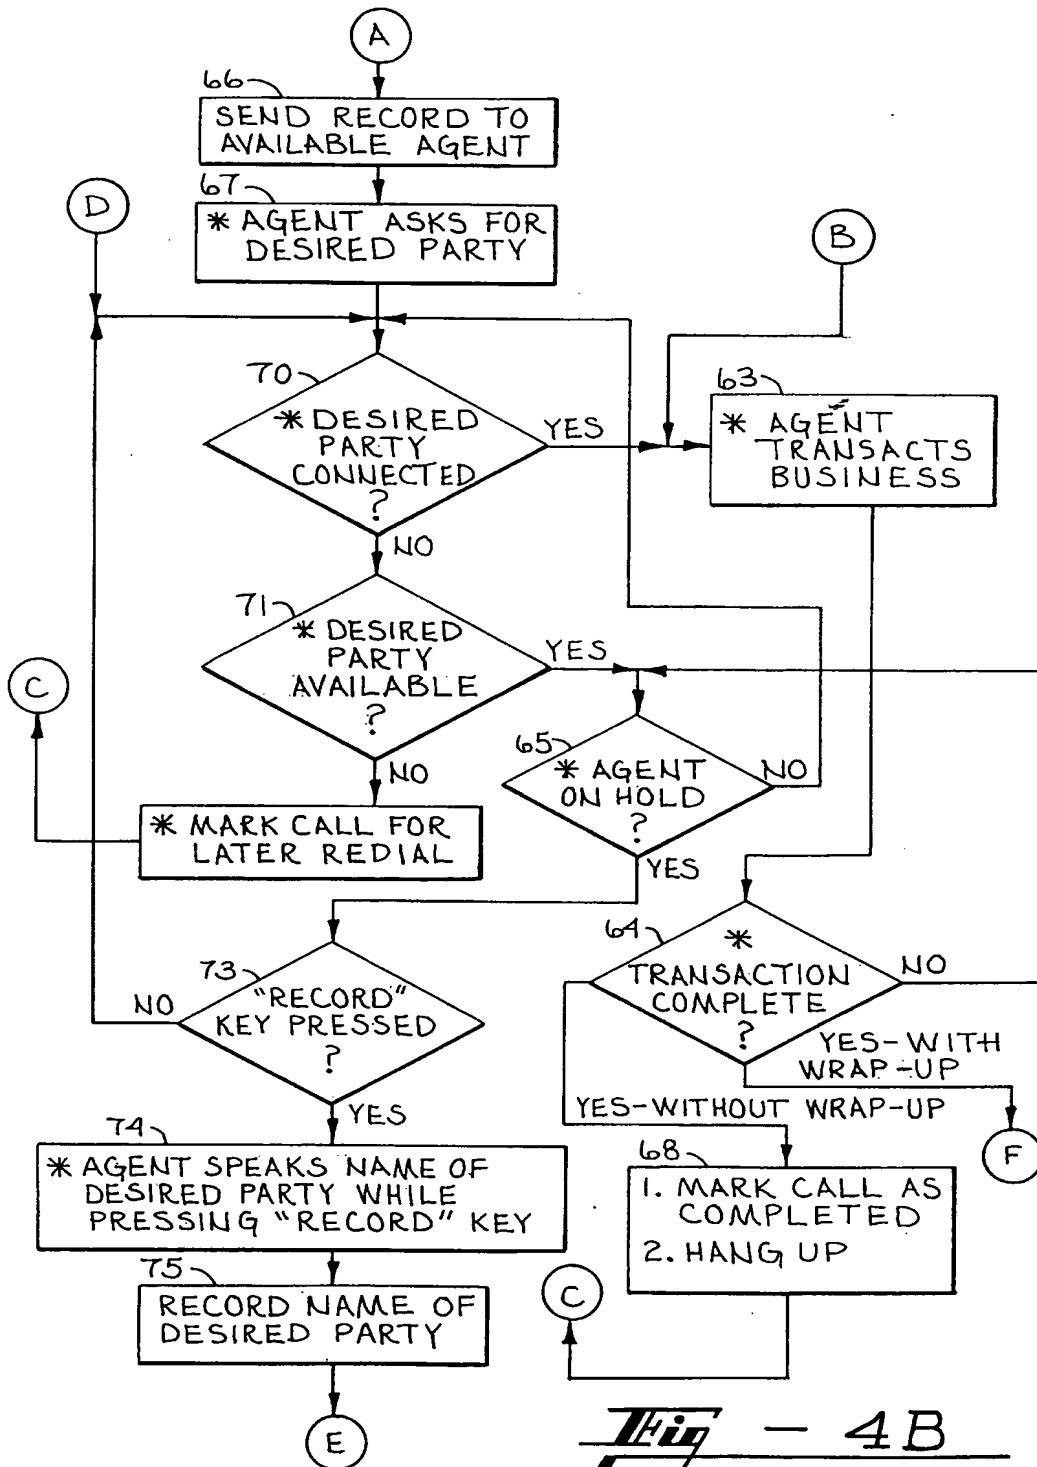 A
66
SEND RECORD TO
AVAILABLE AGENT
67
* AGENT ASKS FOR
DESIRED PARTY
D
B
70
* DESIRED
PARTY
CONNECTED
?
YES
NO
63
* AGENT
TRANSACTS
BUSINESS
71
* DESIRED
PARTY
AVAILABLE
?
YES
NO
C
65
* AGENT
ON HOLD
?
NO
YES
* MARK CALL FOR
LATER REDIAL
64
*
TRANSACTION
COMPLETE
?
NO
YES-WITH
WRAP-UP
YES-WITHOUT WRAP-UP
F
73
"RECORD"
KEY PRESSED
?
NO
YES
74
* AGENT SPEAKS NAME OF
DESIRED PARTY WHILE
PRESSING "RECORD" KEY
68
1. MARK CALL AS
COMPLETED
2. HANG UP
C
75
RECORD NAME OF
DESIRED PARTY
E
Fig - 4B